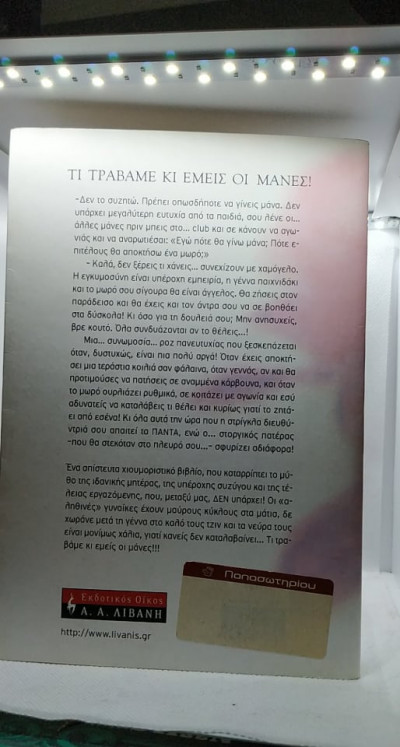 ΤΙ ΤΡΑΒΑΜΕ ΚΙ ΕΜΕΙΣ ΟΙ ΜΑΝΕΣ!
-Δεν το συζητώ. Πρέπει οπωσδήποτε να γίνεις μάνα. Δεν
υπάρχει μεγαλύτερη ευτυχία από τα παιδιά, σου λένε οι...
άλλες μάνες πριν μπεις στο... club και σε κάνουν να αγω-
νιάς και να αναρωτιέσαι: «Εγώ πότε θα γίνω μάνα; Πότε ε-
πιτέλους θα αποκτήσω ένα μωρό;»
- Καλά, δεν ξέρεις τι χάνεις... συνεχίζουν με χαμόγελο.
Η εγκυμοσύνη είναι υπέροχη εμπειρία, η γέννα παιχνιδάκι
και το μωρό σου σίγουρα θα είναι άγγελος, θα ζήσεις στον
παράδεισο και θα έχεις και τον άντρα σου να σε βοηθάει
στα δύσκολα! Κι όσο για τη δουλειά σου; Μην ανησυχείς,
βρε κουτό. Όλα συνδυάζονται αν το θέλεις...!
Μια... συνωμοσία... ροζ πανευτυχίας που ξεσκεπάζεται
όταν, δυστυχώς, είναι πια πολύ αργά! Όταν έχεις αποκτή-
σει μια τεράστια κοιλιά σαν φάλαινα, όταν γεννάς, αν και θα
προτιμούσες να πατήσεις σε αναμμένα κάρβουνα, και όταν
το μωρό ουρλιάζει ρυθμικά, σε κοιτάζει με αγωνία και εσύ
αδυνατείς να καταλάβεις τι θέλει και κυρίως γιατί το ζητά-
ει από εσένα! Κι όλα αυτά την ώρα που η στρίγκλα διευθύ-
ντριά σου απαιτεί τα ΠΑΝΤΑ, ενώ ο... στοργικός πατέρας
-που θα στεκόταν στο πλευρό σου...- σφυρίζει αδιάφορα!
Ένα απίστευτα χιουμοριστικό βιβλίο, που καταρρίπτει το μύ-
θο της ιδανικής μητέρας, της υπέροχης συζύγου και της τέ-
λειας εργαζόμενης, που, μεταξύ μας, ΔΕΝ υπάρχει! Οι «α-
ληθινές» γυναίκες έχουν μαύρους κύκλους στα μάτια, δε
χωράνε μετά τη γέννα στο καλό τους τζιν και τα νεύρα τους
είναι μονίμως χάλια, γιατί κανείς δεν καταλαβαίνει... Τι τρα-
βάμε κι εμείς οι μάνες!!!
Εκδοτικός Οίκος
Α. Α. ΛΙΒΑΝΗ
http://www.livanis.gr
Παπασωτηρίου